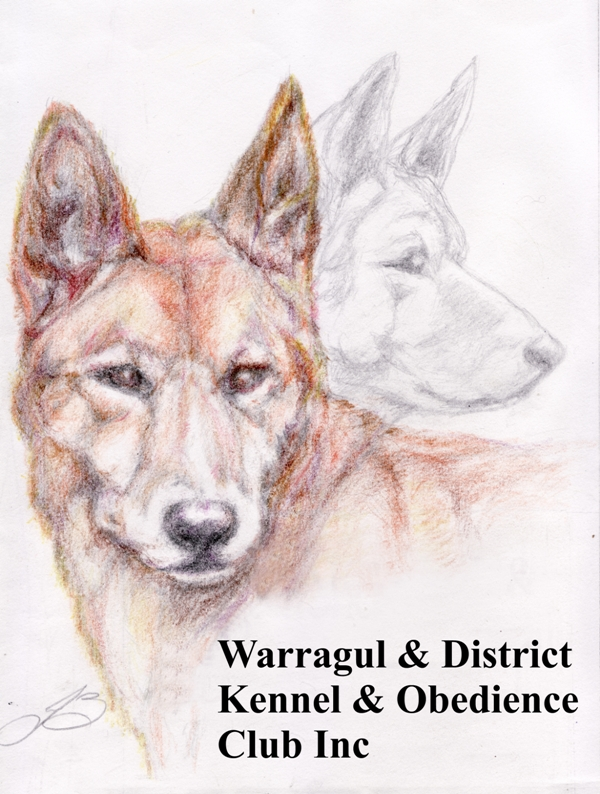 Warragul & District
Kennel & Obedience
Club Inc